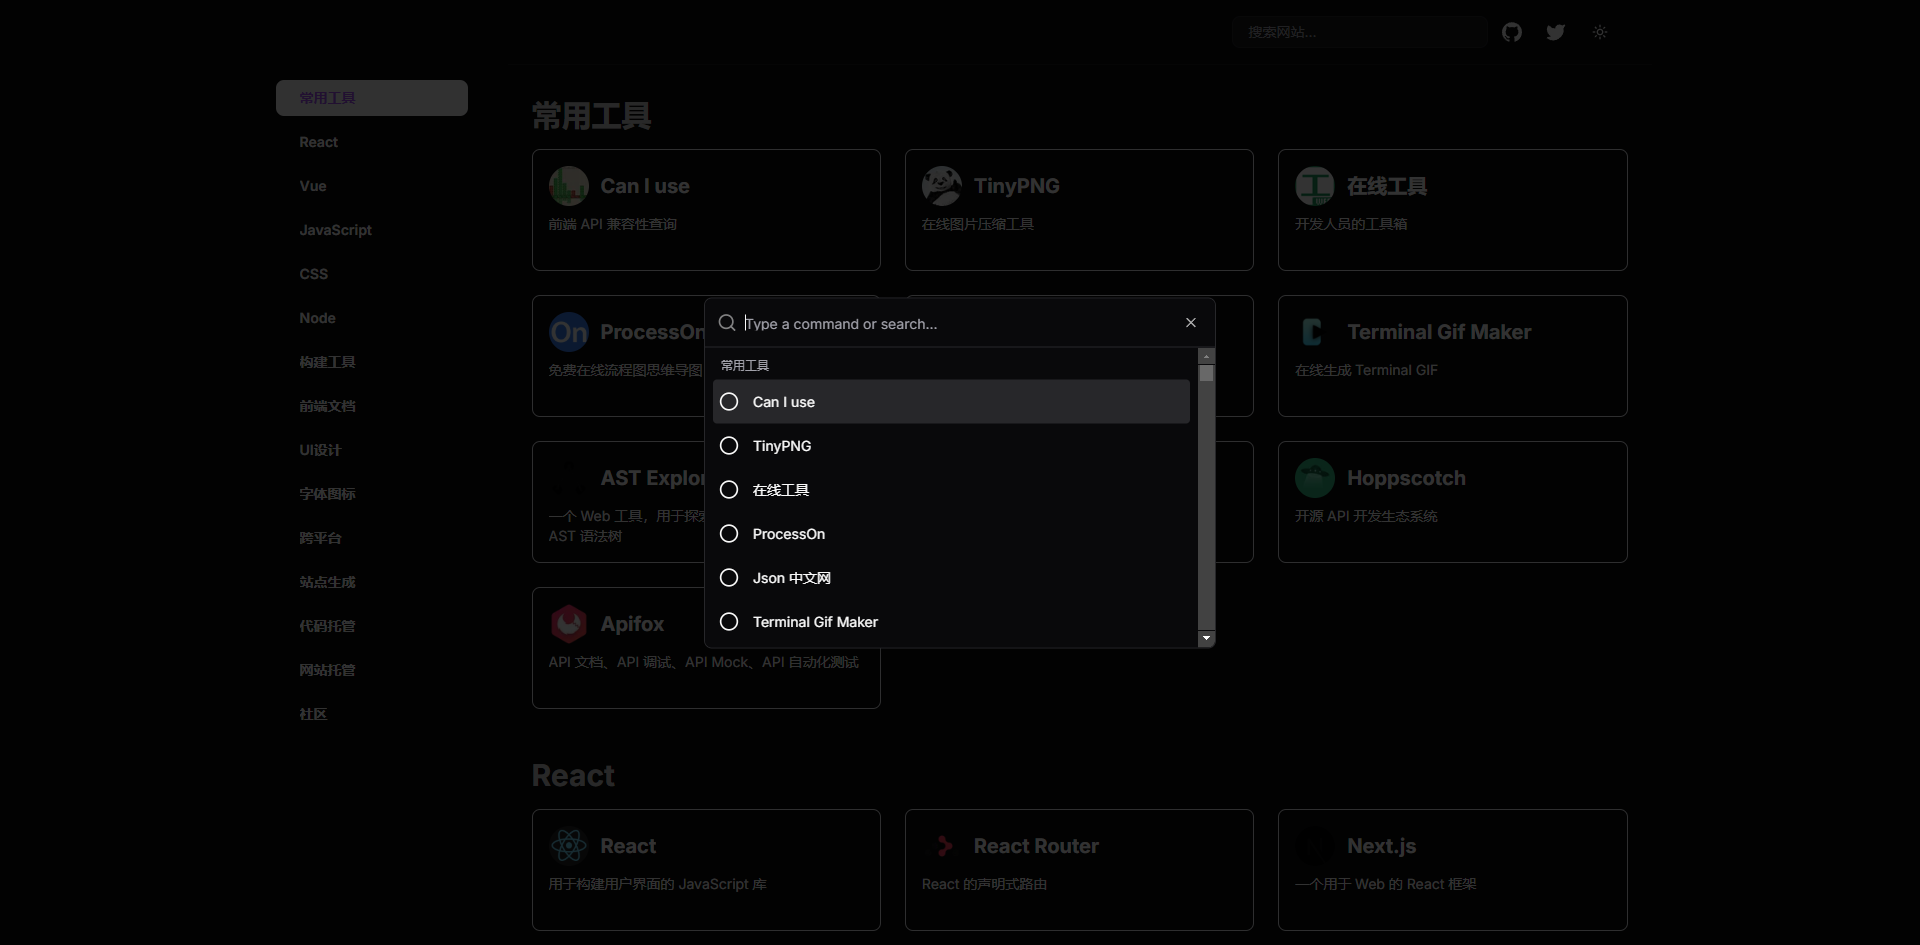 搜索网站...
常用工具
React
Vue
JavaScript
CSS
Node
构建工具
前端文档
UI设计
字体图标
跨平台
站点生成
代码托管
网站托管
社区
常用工具
Can I use
前端 API 兼容性查询
TinyPNG
在线图片压缩工具
在线工具
开发人员的工具箱
On
ProcessOn
免费在线流程图思维导图
Terminal Gif Maker
在线生成 Terminal GIF
AST Explor
一个 Web 工具，用于探索
AST 语法树
Hoppscotch
开源 API 开发生态系统
Apifox
API 文档、API 调试、API Mock、API 自动化测试
Type a command or search...
常用工具
Can I use
TinyPNG
在线工具
ProcessOn
Json 中文网
Terminal Gif Maker
React
React
用于构建用户界面的 JavaScript 库
React Router
React 的声明式路由
Next.js
一个用于 Web 的 React 框架